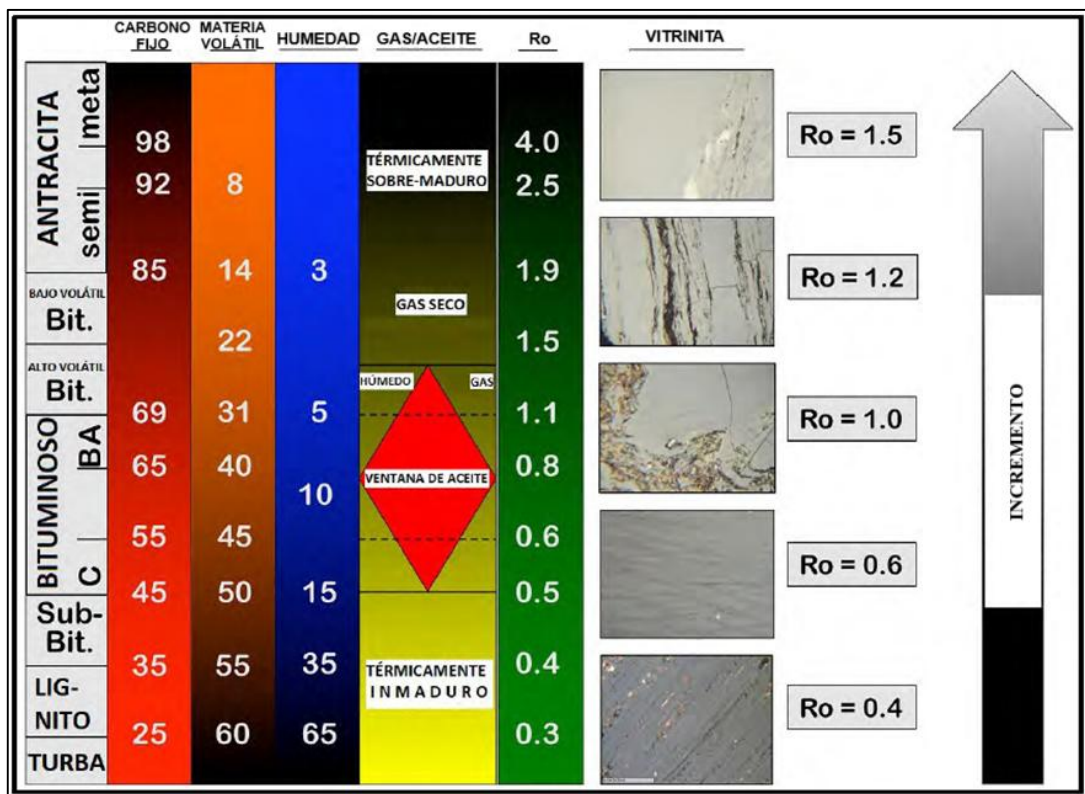 CARBONO FIJO
MATERIA VOLÁTIL
HUMEDAD
GAS/ACEITE
Ro
VITRINITA
ANTRACITA
meta
semi
BAJO VOLÁTIL
Bit.
ALTO VOLÁTIL
Bit.
BITUMINOSO
BA
C
Sub-
Bit.
LIG-
NITO
TURBA
98
92
85
69
65
55
45
35
25
8
14
22
31
40
45
50
55
60
3
5
10
15
35
65
TÉRMICAMENTE
SOBRE-MADURO
GAS SECO
HÚMEDO
GAS
VENTANA DE ACEITE
TÉRMICAMENTE
INMADURO
4.0
2.5
1.9
1.5
1.1
0.8
0.6
0.5
0.4
0.3
Ro = 1.5
Ro = 1.2
Ro = 1.0
Ro = 0.6
Ro = 0.4
INCREMENTO